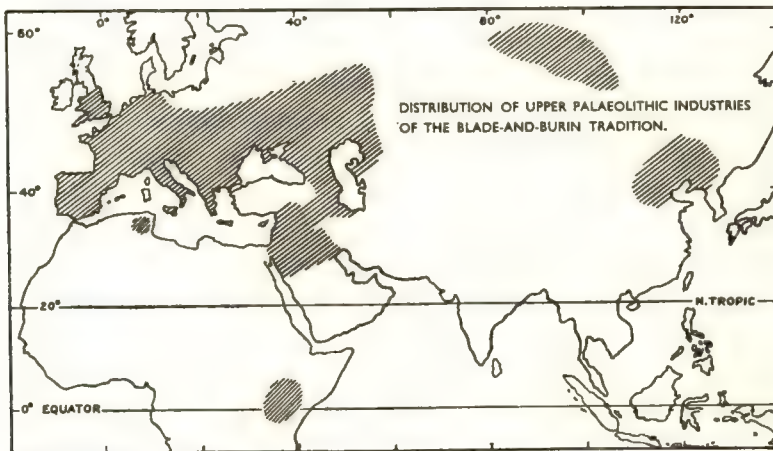 0° 40° 80° 120°
60°
DISTRIBUTION OF UPPER PALAEOLITHIC INDUSTRIES
OF THE BLADE-AND-BURIN TRADITION.
40°
20° N.TROPIC
0° EQUATOR